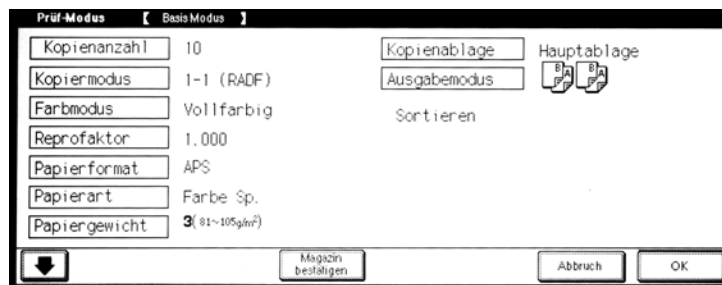 Prüf-Modus 【 Basis Modus 】
Kopienanzahl 10
Kopiermodus 1-1 (RADF)
Farbmodus Vollfarbig
Reprofaktor 1.000
Papierformat APS
Papierart Farbe Sp.
Papiergewicht 3( 81~105g/m²)
Kopienablage Hauptablage
Ausgabemodus B A B A
Sortieren
Magazin
bestätigen
Abbruch
OK